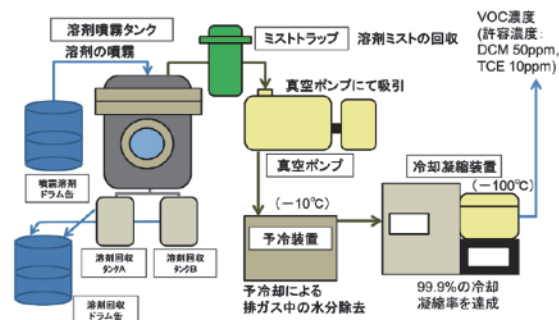 溶剤噴霧タンク
溶剤の噴霧
ミストトラップ
溶剤ミストの回収
VOC濃度
(許容濃度:
DCM 50ppm,
TCE 10ppm)
真空ポンプにて吸引
真空ポンプ
冷却凝縮装置
(-100℃)
噴霧溶剤
ドラム缶
溶剤回収
タンクA
溶剤回収
タンクB
(-10℃)
予冷装置
予冷却による
排ガス中の水分除去
99.9%の冷却
凝縮率を達成
溶剤回収
ドラム缶